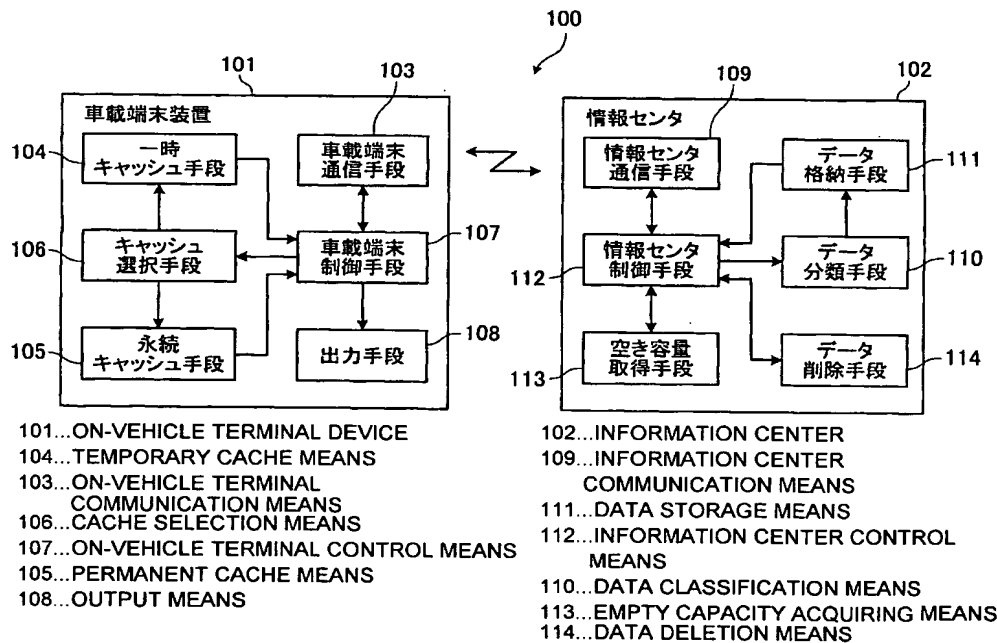 100
101
103
109
102
車載端末装置
104
一時
キャッシュ手段
車載端末
通信手段
106
キャッシュ
選択手段
車載端末
制御手段
107
105
永続
キャッシュ手段
出力手段
108
情報センタ
情報センタ
通信手段
データ
格納手段
111
112
情報センタ
制御手段
データ
分類手段
110
113
空き容量
取得手段
データ
削除手段
114
101...ON-VEHICLE TERMINAL DEVICE
104...TEMPORARY CACHE MEANS
103...ON-VEHICLE TERMINAL
COMMUNICATION MEANS
106...CACHE SELECTION MEANS
107...ON-VEHICLE TERMINAL CONTROL MEANS
105...PERMANENT CACHE MEANS
108...OUTPUT MEANS
102...INFORMATION CENTER
109...INFORMATION CENTER
COMMUNICATION MEANS
111...DATA STORAGE MEANS
112...INFORMATION CENTER CONTROL
MEANS
110...DATA CLASSIFICATION MEANS
113...EMPTY CAPACITY ACQUIRING MEANS
114...DATA DELETION MEANS